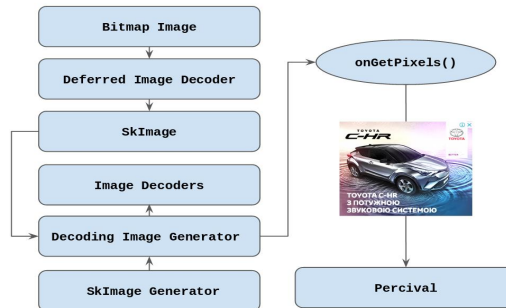 Bitmap Image
Deferred Image Decoder
SkImage
Image Decoders
Decoding Image Generator
SkImage Generator
onGetPixels()
TOYOTA
C-HR
TOYOTA
TOYOTA C-HR
З ПОТУЖНОЮ
ЗВУКОВОЮ СИСТЕМОЮ
Percival